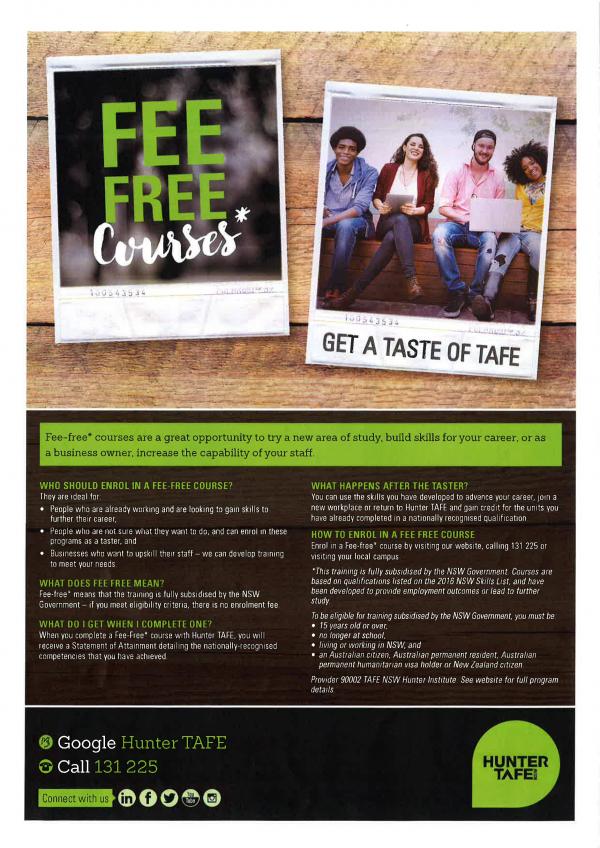 FEE
FREE
Courses*
100543534
100543534
GET A TASTE OF TAFE
Fee-free* courses are a great opportunity to try a new area of study, build skills for your career, or as
a business owner, increase the capability of your staff.
WHO SHOULD ENROL IN A FEE-FREE COURSE?
They are ideal for:
• People who are already working and are looking to gain skills to
further their career,
• People who are not sure what they want to do, and can enrol in these
programs as a taster, and
• Businesses who want to upskill their staff – we can develop training
to meet your needs.
WHAT DOES FEE FREE MEAN?
Fee-free* means that the training is fully subsidised by the NSW
Government – if you meet eligibility criteria, there is no enrolment fee.
WHAT DO I GET WHEN I COMPLETE ONE?
When you complete a Fee-Free* course with Hunter TAFE, you will
receive a Statement of Attainment detailing the nationally-recognised
competencies that you have achieved.
WHAT HAPPENS AFTER THE TASTER?
You can use the skills you have developed to advance your career, join a
new workplace or return to Hunter TAFE and gain credit for the units you
have already completed in a nationally recognised qualification.
HOW TO ENROL IN A FEE FREE COURSE
Enrol in a Fee-free* course by visiting our website, calling 131 225 or
visiting your local campus.
*This training is fully subsidised by the NSW Government. Courses are
based on qualifications listed on the 2016 NSW Skills List, and have
been developed to provide employment outcomes or lead to further
study.
To be eligible for training subsidised by the NSW Government, you must be:
• 15 years old or over,
• no longer at school,
• living or working in NSW, and
• an Australian citizen, Australian permanent resident, Australian
permanent humanitarian visa holder or New Zealand citizen.
Provider 90002 TAFE NSW Hunter Institute. See website for full program
details.
Google Hunter TAFE
Call 131 225
Connect with us
in f You Tube
HUNTER
TAFE